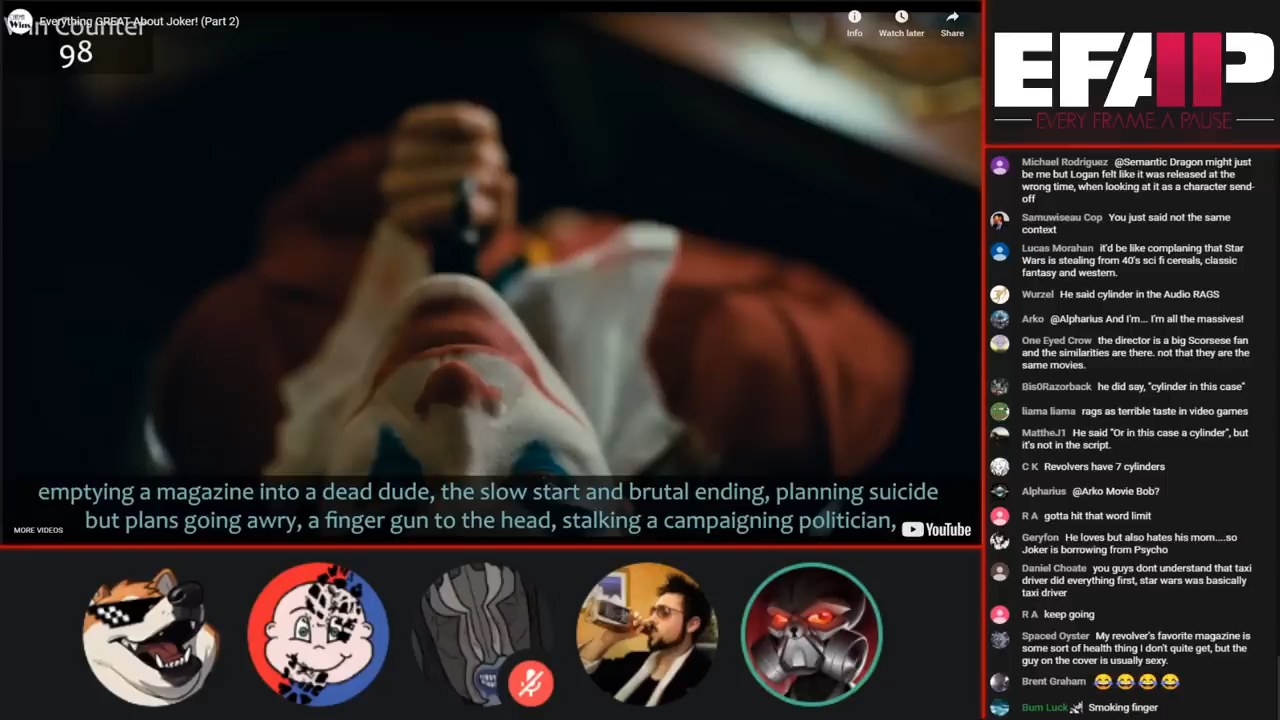 Everything GREAT About Joker! (Part 2)
Win Counter
98
Info
Watch later
Share
emptying a magazine into a dead dude, the slow start and brutal ending, planning suicide
but plans going awry, a finger gun to the head, stalking a campaigning politician,
MORE VIDEOS
YouTube
EFAP
EVERY FRAME A PAUSE
Michael Rodriguez @Semantic Dragon might just
be me but Logan felt like it was released at the
wrong time, when looking at it as a character send-
off
Samuwiseau Cop You just said not the same
context
Lucas Morahan it'd be like complaning that Star
Wars is stealing from 40's sci fi cereals, classic
fantasy and western.
Wurzel He said cylinder in the Audio RAGS
Arko @Alpharius And I'm... I'm all the massives!
One Eyed Crow the director is a big Scorsese fan
and the similarities are there. not that they are the
same movies.
Bis0Razorback he did say, "cylinder in this case"
liama liama rags as terrible taste in video games
MattheJ1 He said "Or in this case a cylinder", but
it's not in the script.
C K Revolvers have 7 cylinders
Alpharius @Arko Movie Bob?
R A gotta hit that word limit
Geryfon He loves but also hates his mom....so
Joker is borrowing from Psycho
Daniel Choate you guys dont understand that taxi
driver did everything first, star wars was basically
taxi driver
R A keep going
Spaced Oyster My revolver's favorite magazine is
some sort of health thing I don't quite get, but the
guy on the cover is usually sexy.
Brent Graham 😂😂😂😂
Bum Luck Smoking finger